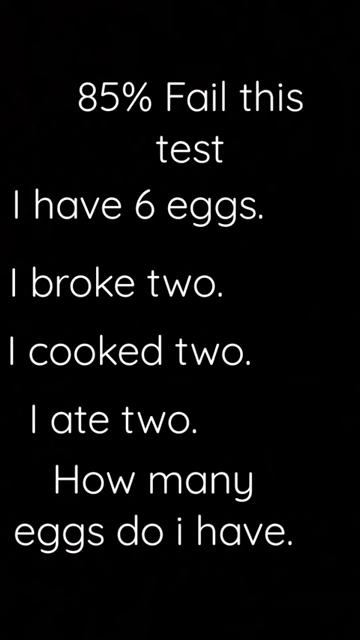 85% Fail this
test
I have 6 eggs.
I broke two.
I cooked two.
I ate two.
How many
eggs do i have.